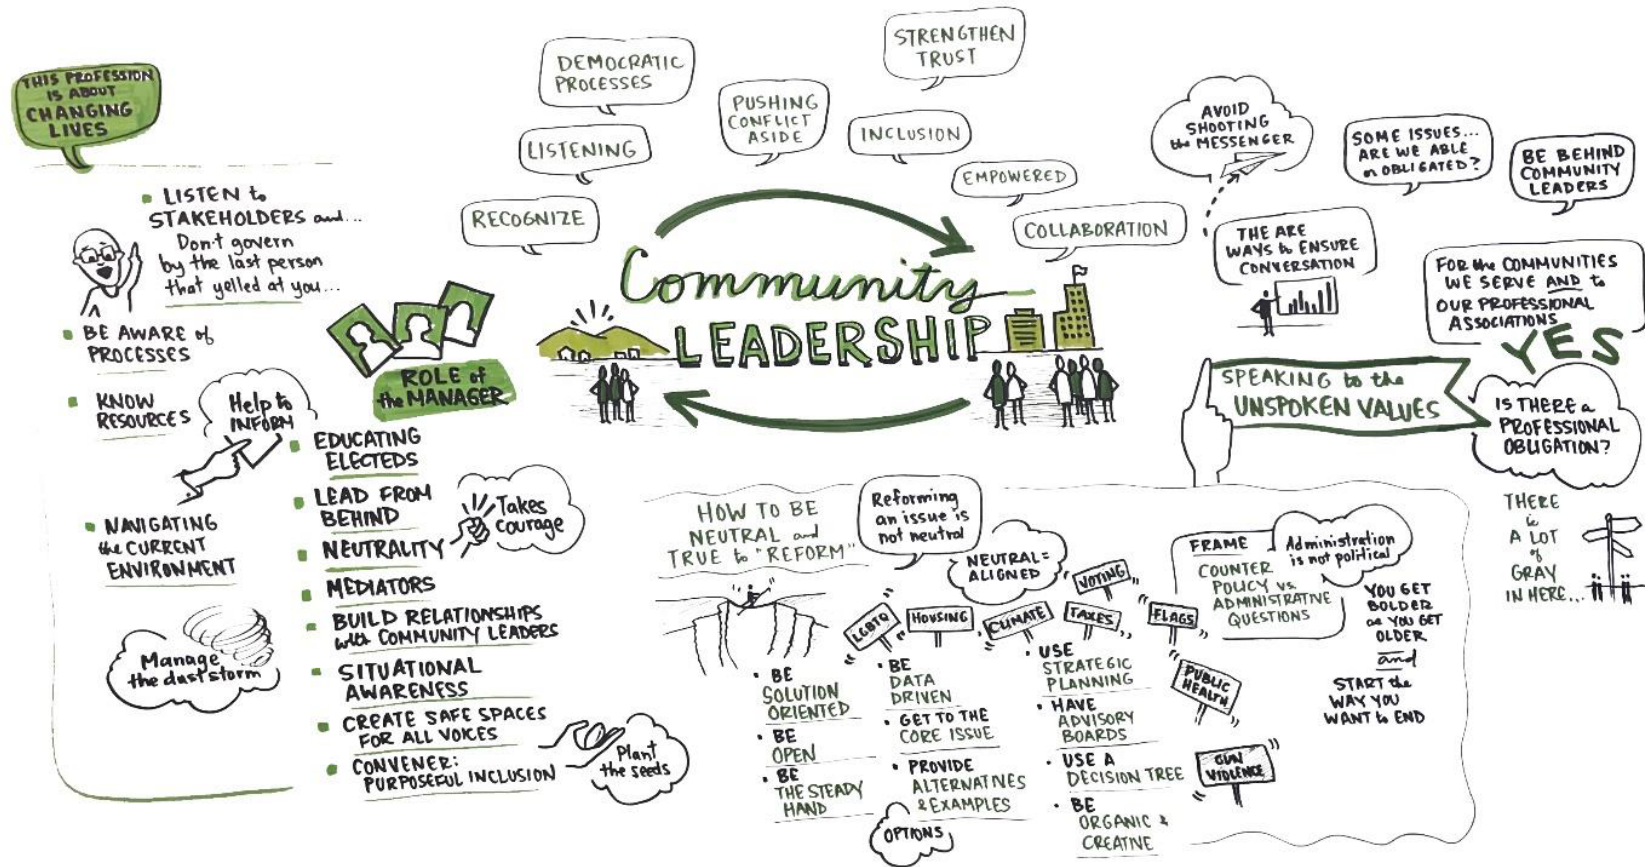 THIS PROFESSION
IS ABOUT
CHANGING
LIVES
LISTEN to
STAKEHOLDERS and...
Don't govern
by the last person
that yelled at you...
BE AWARE of
PROCESSES
KNOW
RESOURCES
Help to
INFORM
NAVIGATING
the CURRENT
ENVIRONMENT
Manage
the dust storm
ROLE of
the MANAGER
EDUCATING
ELECTEDS
LEAD FROM
BEHIND
NEUTRALITY
Takes
courage
MEDIATORS
BUILD RELATIONSHIPS
with COMMUNITY LEADERS
SITUATIONAL
AWARENESS
CREATE SAFE SPACES
FOR ALL VOICES
CONVENER:
PURPOSEFUL INCLUSION
Plant
the seeds
DEMOCRATIC
PROCESSES
LISTENING
RECOGNIZE
PUSHING
CONFLICT
ASIDE
STRENGTHEN
TRUST
INCLUSION
EMPOWERED
COLLABORATION
Community
LEADERSHIP
AVOID
SHOOTING
the MESSENGER
THE ARE
WAYS to ENSURE
CONVERSATION
SOME ISSUES...
ARE WE ABLE
or OBLIGATED?
BE BEHIND
COMMUNITY
LEADERS
FOR the COMMUNITIES
WE SERVE AND to
OUR PROFESSIONAL
ASSOCIATIONS
YES
SPEAKING to the
UNSPOKEN VALUES
IS THERE a
PROFESSIONAL
OBLIGATION?
THERE
is
A LOT
of
GRAY
IN HERE...
HOW TO BE
NEUTRAL and
TRUE to "REFORM"
Reforming
an issue is
not neutral
NEUTRAL =
ALIGNED
LGBTQ
HOUSING
CLIMATE
VOTING
TAXES
FLAGS
PUBLIC
HEALTH
GUN
VIOLENCE
BE
SOLUTION
ORIENTED
BE
OPEN
BE
THE STEADY
HAND
BE
DATA
DRIVEN
GET TO THE
CORE ISSUE
PROVIDE
ALTERNATIVES
& EXAMPLES
OPTIONS
USE
STRATEGIC
PLANNING
HAVE
ADVISORY
BOARDS
USE A
DECISION TREE
BE
ORGANIC &
CREATIVE
FRAME
COUNTER
POLICY vs.
ADMINISTRATIVE
QUESTIONS
Administration
is not political
YOU GET
BOLDER
as YOU GET
OLDER
and
START the
WAY YOU
WANT to END